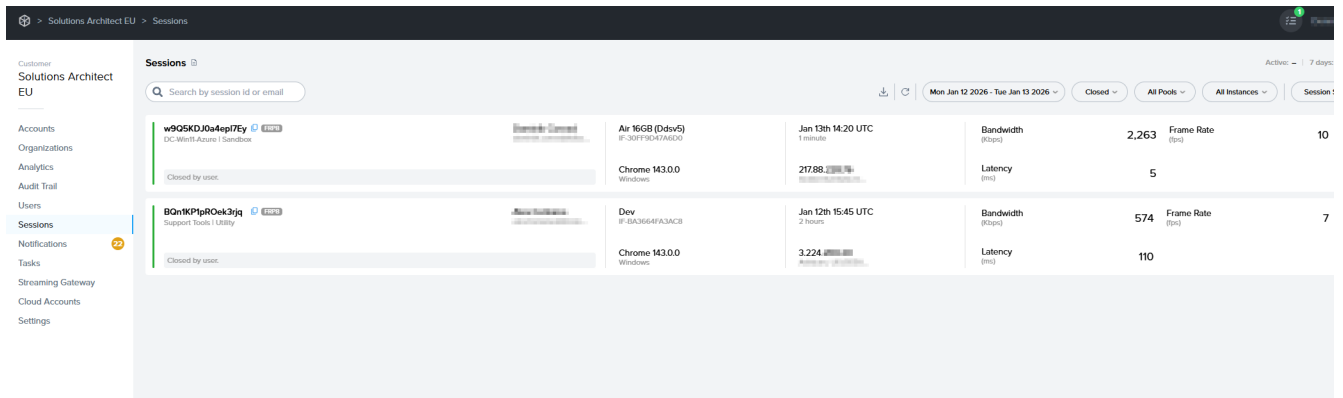 > Solutions Architect EU > Sessions
1
Customer
Solutions Architect
EU
Accounts
Organizations
Analytics
Audit Trail
Users
Sessions
Notifications 22
Tasks
Streaming Gateway
Cloud Accounts
Settings
Sessions
Active: – | 7 days:
Search by session id or email
Mon Jan 12 2026 - Tue Jan 13 2026
Closed
All Pools
All Instances
Session S
w9Q5KDJ0a4epl7Ey FRPB
DC-Win11-Azure | Sandbox
Closed by user.
Air 16GB (Ddsv5)
IF-30FF9D47A6D0
Chrome 143.0.0
Windows
Jan 13th 14:20 UTC
1 minute
217.88.
Bandwidth
(Kbps)
2,263
Frame Rate
(fps)
10
Latency
(ms)
5
BQn1KP1pROek3rjq FRPB
Support Tools | Utility
Closed by user.
Dev
IF-BA3664FA3AC8
Chrome 143.0.0
Windows
Jan 12th 15:45 UTC
2 hours
3.224.
Bandwidth
(Kbps)
574
Frame Rate
(fps)
7
Latency
(ms)
110